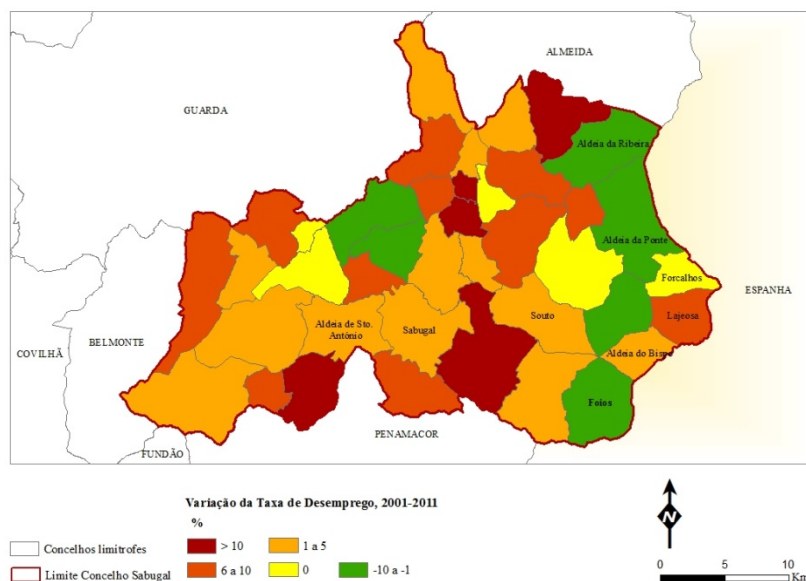 ALMEIDA
GUARDA
Aldeia da Ribeira
Aldeia da Ponte
Forcalhos
ESPANHA
Lajeosa
Souto
Aldeia de Sto.
António
Sabugal
BELMONTE
COVILHÃ
Aldeia do Bispo
Foios
PENAMACOR
FUNDÃO
Variação da Taxa de Desemprego, 2001-2011
%
Concelhos limitrofes
> 10
1 a 5
N
Limite Concelho Sabugal
6 a 10
0
-10 a -1
0 5 10
Km